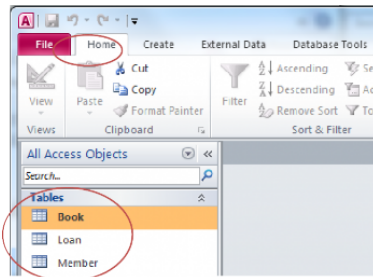 A
File Home Create External Data Database Tools
View Paste Cut Copy Format Painter Filter Ascending Descending Remove Sort
Views Clipboard Sort & Filter
All Access Objects
Search...
Tables
Book
Loan
Member